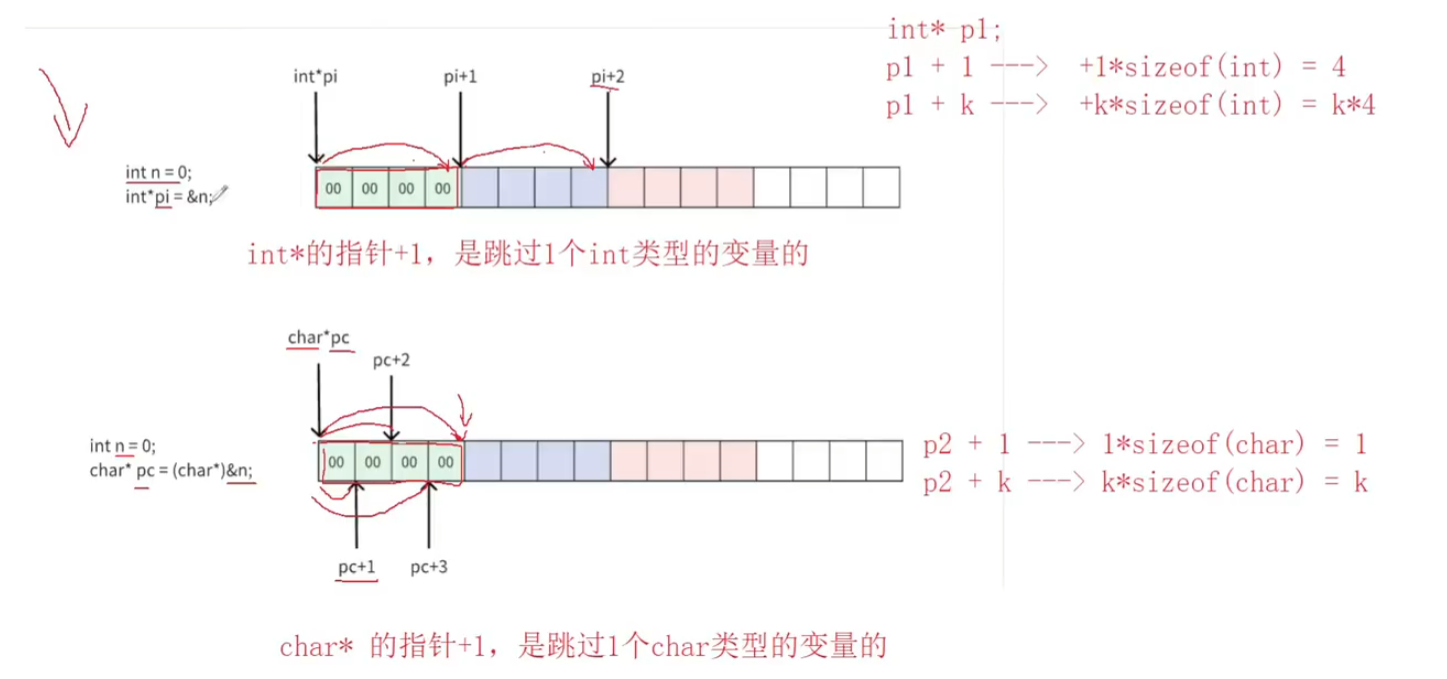 int* p1;
p1 + 1 ---> +1*sizeof(int) = 4
p1 + k ---> +k*sizeof(int) = k*4
int*pi pi+1 pi+2
int n = 0;
int*pi = &n;
00 00 00 00
int*的指针+1，是跳过1个int类型的变量的
char*pc
pc+2
int n = 0;
char* pc = (char*)&n;
00 00 00 00
p2 + 1 ---> 1*sizeof(char) = 1
p2 + k ---> k*sizeof(char) = k
pc+1 pc+3
char* 的指针+1，是跳过1个char类型的变量的